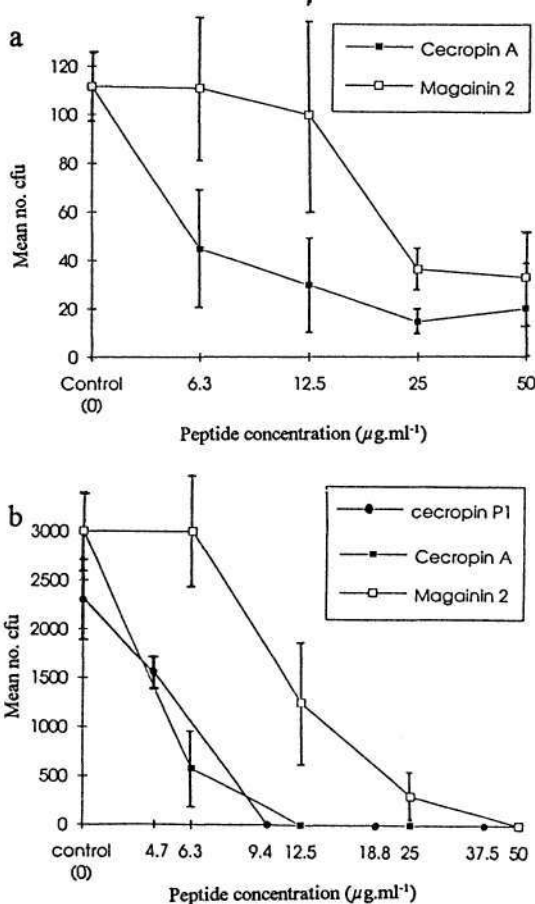 a
Cecropin A
Magainin 2
120
100
80
60
40
20
0
Mean no. cfu
Control (0)
6.3
12.5
25
50
Peptide concentration (µg.ml⁻¹)
b
cecropin P1
Cecropin A
Magainin 2
3000
2500
2000
1500
1000
500
0
Mean no. cfu
control (0)
4.7
6.3
9.4
12.5
18.8
25
37.5
50
Peptide concentration (µg.ml⁻¹)